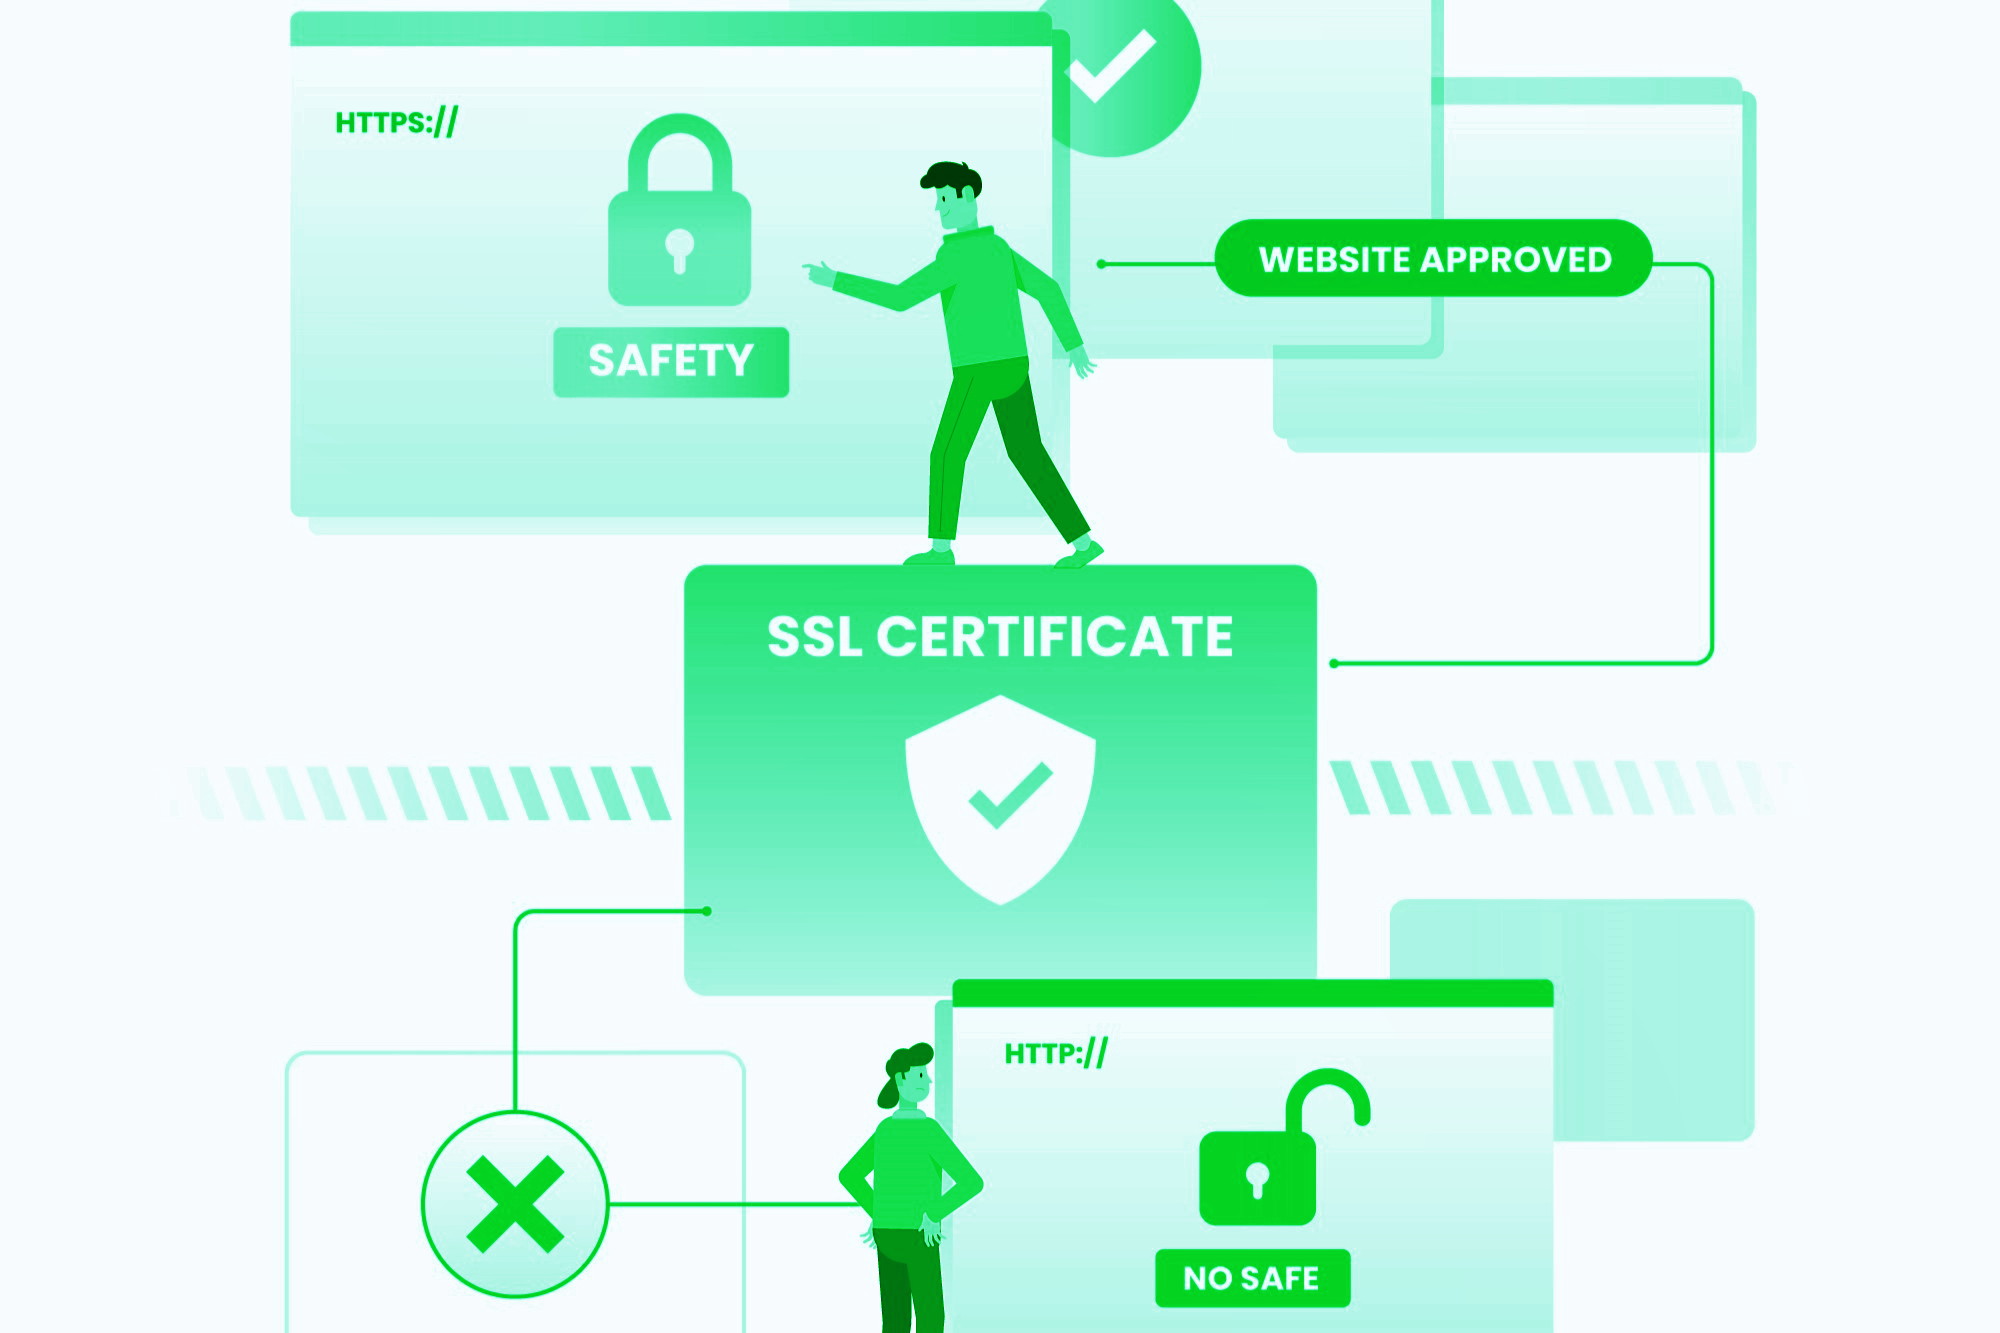 HTTPS://
SAFETY
WEBSITE APPROVED
SSL CERTIFICATE
HTTP://
NO SAFE